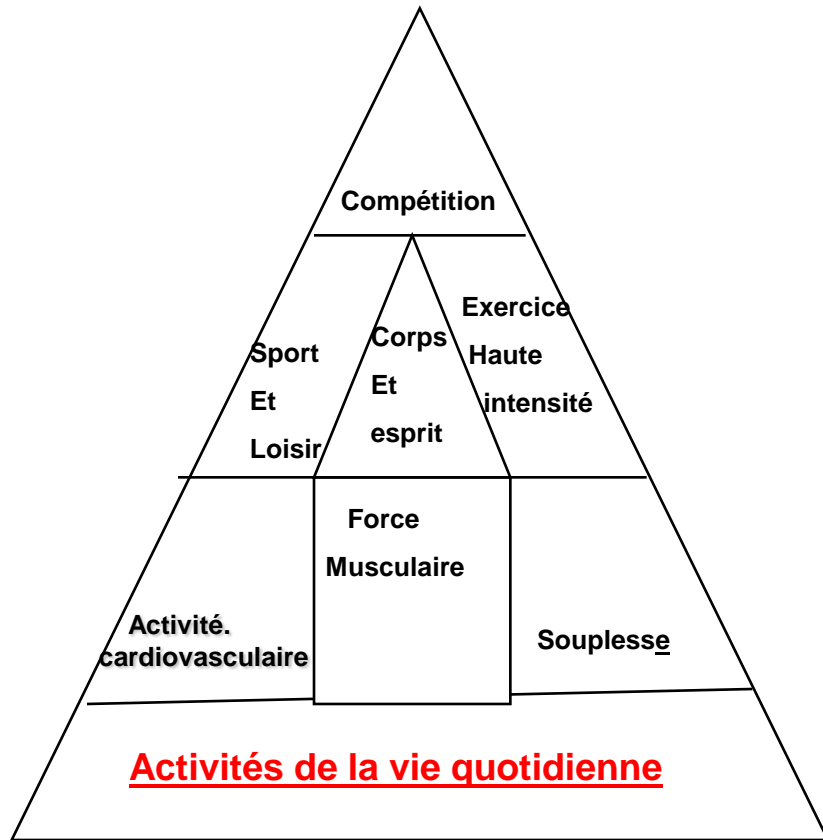 Compétition
Sport
Et
Loisir
Corps
Et
esprit
Exercice
Haute
intensité
Activité.
cardiovasculaire
Force
Musculaire
Souplesse
Activités de la vie quotidienne